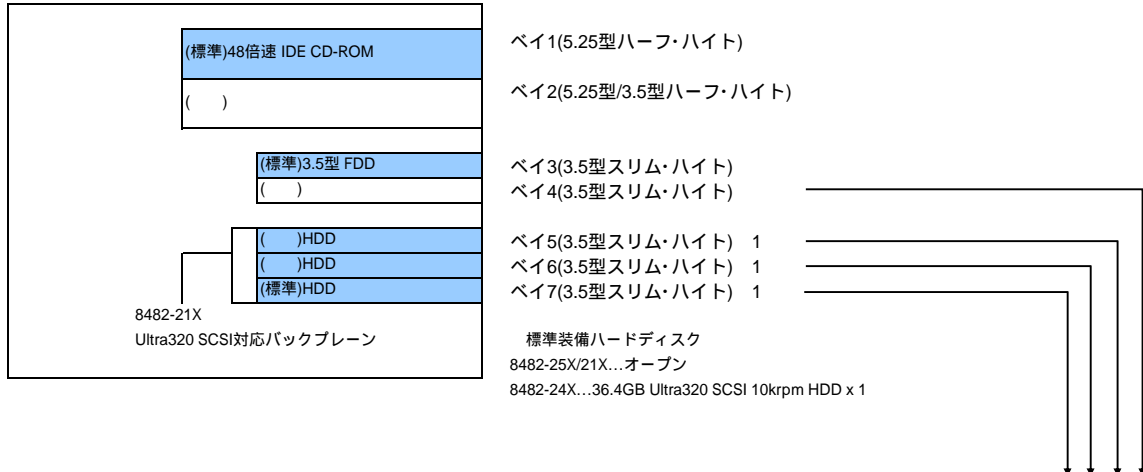 (標準)48倍速 IDE CD-ROM
ベイ1(5.25型ハーフ・ハイト)
(　　)
ベイ2(5.25型/3.5型ハーフ・ハイト)
(標準)3.5型 FDD
ベイ3(3.5型スリム・ハイト)
(　　)
ベイ4(3.5型スリム・ハイト)
(　　)HDD
ベイ5(3.5型スリム・ハイト)　1
(　　)HDD
ベイ6(3.5型スリム・ハイト)　1
(標準)HDD
ベイ7(3.5型スリム・ハイト)　1
8482-21X
Ultra320 SCSI対応バックプレーン
標準装備ハードディスク
8482-25X/21X…オープン
8482-24X…36.4GB Ultra320 SCSI 10krpm HDD x 1